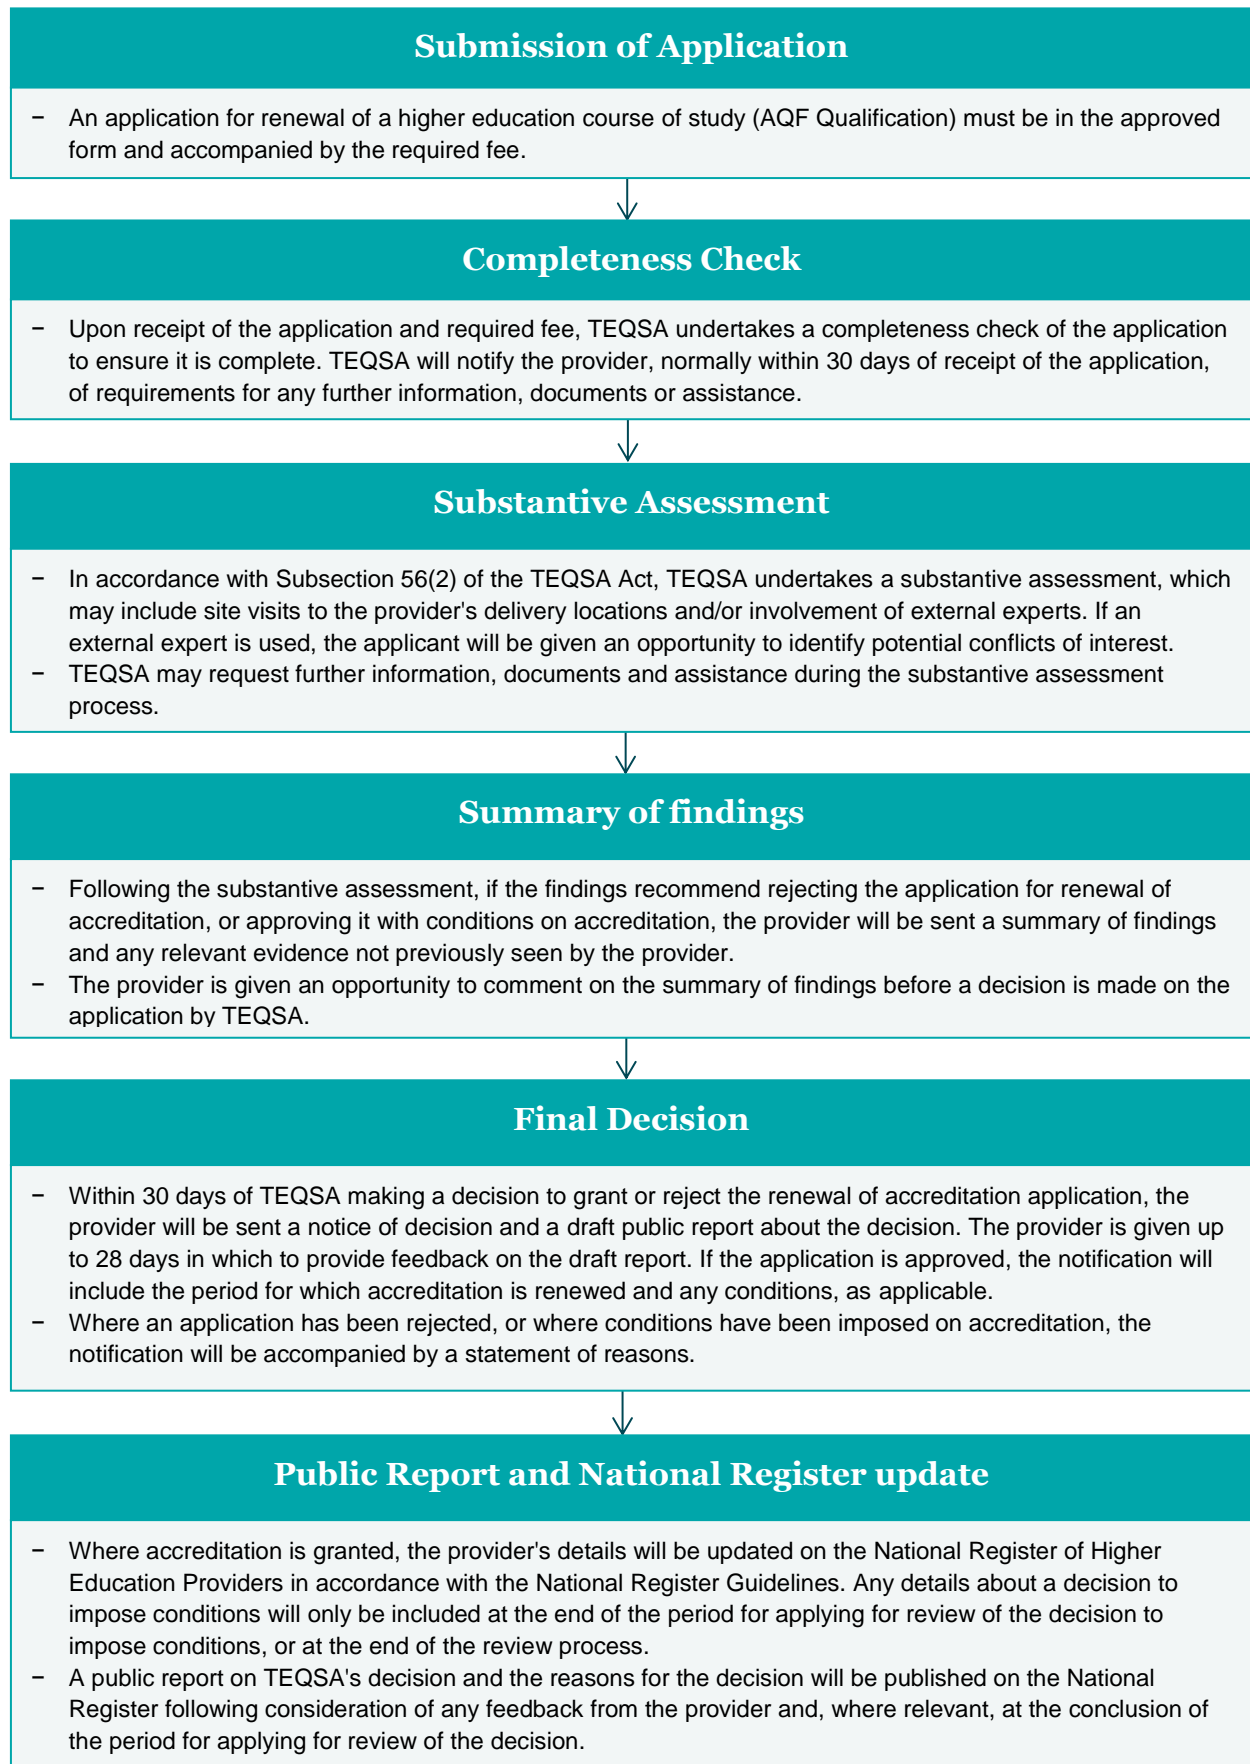 Submission of Application
− An application for renewal of a higher education course of study (AQF Qualification) must be in the approved
form and accompanied by the required fee.
Completeness Check
− Upon receipt of the application and required fee, TEQSA undertakes a completeness check of the application
to ensure it is complete. TEQSA will notify the provider, normally within 30 days of receipt of the application,
of requirements for any further information, documents or assistance.
Substantive Assessment
− In accordance with Subsection 56(2) of the TEQSA Act, TEQSA undertakes a substantive assessment, which
may include site visits to the provider's delivery locations and/or involvement of external experts. If an
external expert is used, the applicant will be given an opportunity to identify potential conflicts of interest.
− TEQSA may request further information, documents and assistance during the substantive assessment
process.
Summary of findings
− Following the substantive assessment, if the findings recommend rejecting the application for renewal of
accreditation, or approving it with conditions on accreditation, the provider will be sent a summary of findings
and any relevant evidence not previously seen by the provider.
− The provider is given an opportunity to comment on the summary of findings before a decision is made on the
application by TEQSA.
Final Decision
− Within 30 days of TEQSA making a decision to grant or reject the renewal of accreditation application, the
provider will be sent a notice of decision and a draft public report about the decision. The provider is given up
to 28 days in which to provide feedback on the draft report. If the application is approved, the notification will
include the period for which accreditation is renewed and any conditions, as applicable.
− Where an application has been rejected, or where conditions have been imposed on accreditation, the
notification will be accompanied by a statement of reasons.
Public Report and National Register update
− Where accreditation is granted, the provider's details will be updated on the National Register of Higher
Education Providers in accordance with the National Register Guidelines. Any details about a decision to
impose conditions will only be included at the end of the period for applying for review of the decision to
impose conditions, or at the end of the review process.
− A public report on TEQSA's decision and the reasons for the decision will be published on the National
Register following consideration of any feedback from the provider and, where relevant, at the conclusion of
the period for applying for review of the decision.